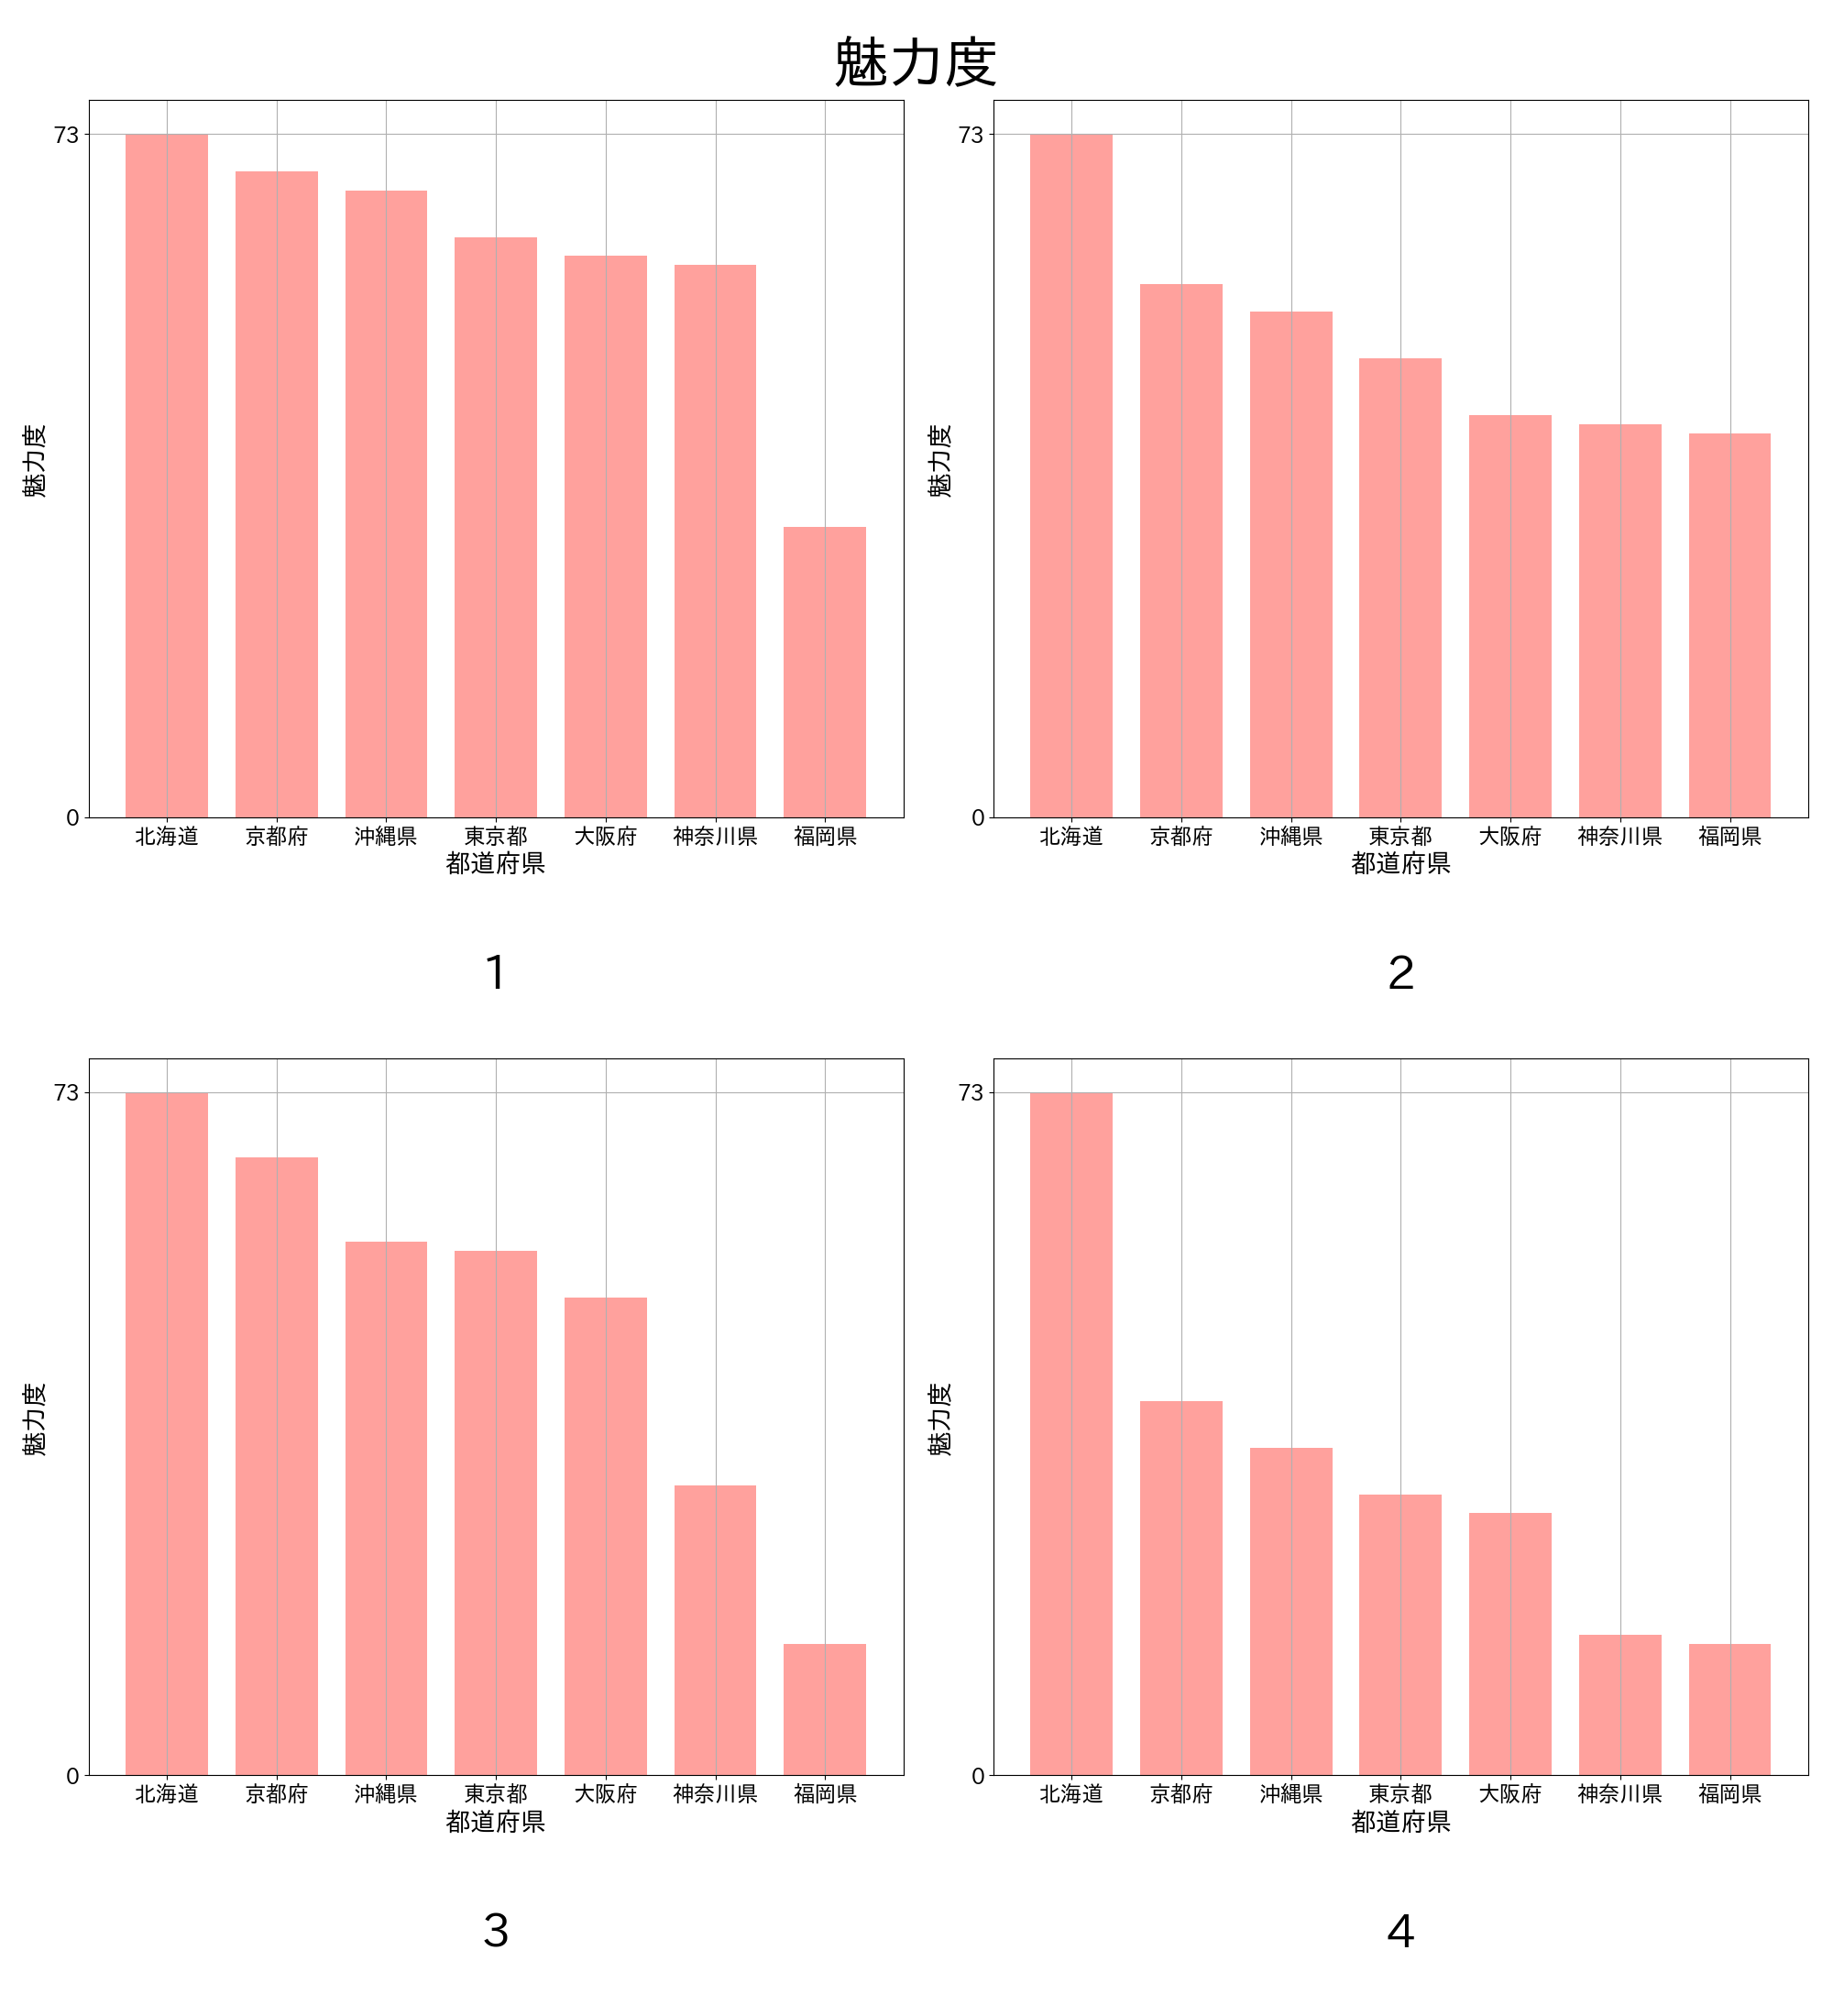 魅力度
73
魅力度
0
北海道 京都府 沖縄県 東京都 大阪府 神奈川県 福岡県
都道府県
1
73
魅力度
0
北海道 京都府 沖縄県 東京都 大阪府 神奈川県 福岡県
都道府県
2
73
魅力度
0
北海道 京都府 沖縄県 東京都 大阪府 神奈川県 福岡県
都道府県
3
73
魅力度
0
北海道 京都府 沖縄県 東京都 大阪府 神奈川県 福岡県
都道府県
4